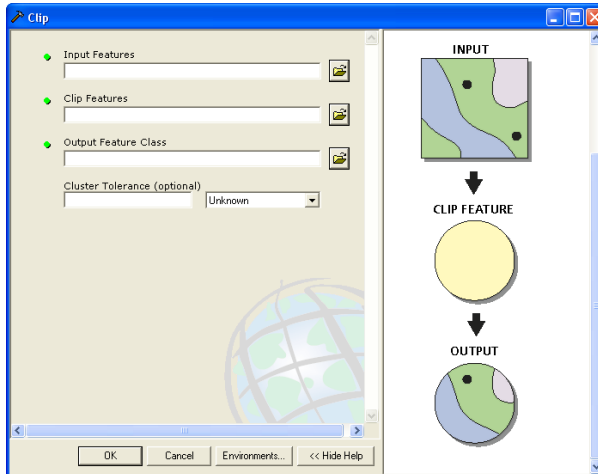 Clip
Input Features
Clip Features
Output Feature Class
Cluster Tolerance (optional)
Unknown
OK
Cancel
Environments...
<< Hide Help
INPUT
CLIP FEATURE
OUTPUT